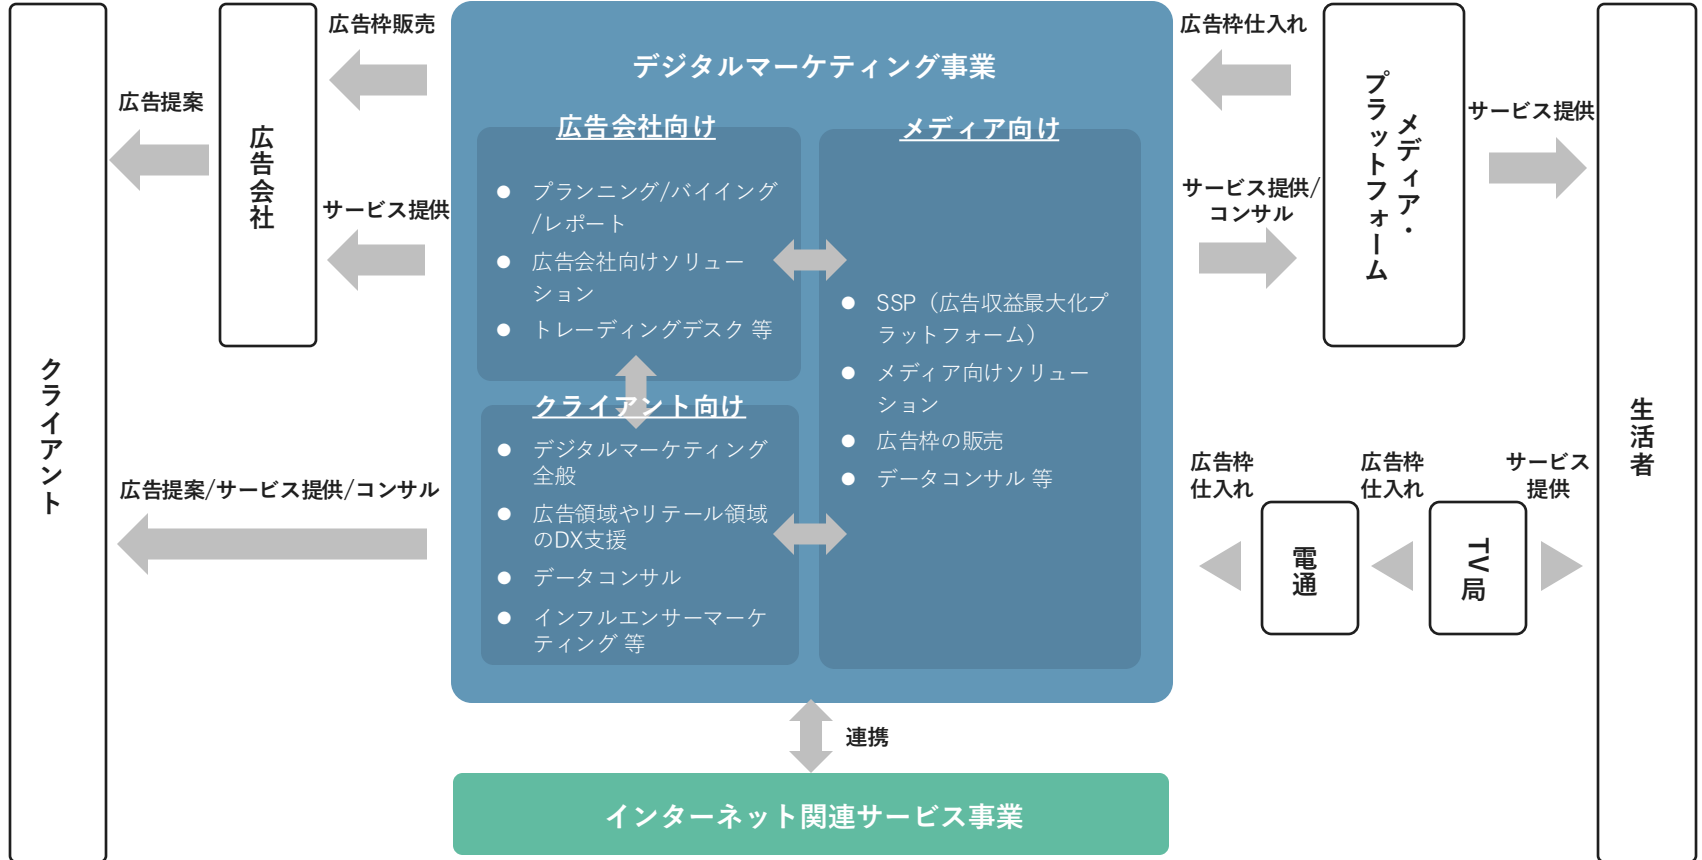 クライアント
広告提案
広告会社
広告枠販売
サービス提供
広告提案/サービス提供/コンサル
デジタルマーケティング事業
広告会社向け
プランニング/バイイング
/レポート
広告会社向けソリュー
ション
トレーディングデスク 等
クライアント向け
デジタルマーケティング
全般
広告領域やリテール領域
のDX支援
データコンサル
インフルエンサーマーケ
ティング 等
メディア向け
SSP（広告収益最大化プ
ラットフォーム）
メディア向けソリュー
ション
広告枠の販売
データコンサル 等
広告枠仕入れ
サービス提供/
コンサル
メディア・
プラットフォーム
サービス提供
広告枠
仕入れ
電通
広告枠
仕入れ
TV局
サービス
提供
生活者
連携
インターネット関連サービス事業